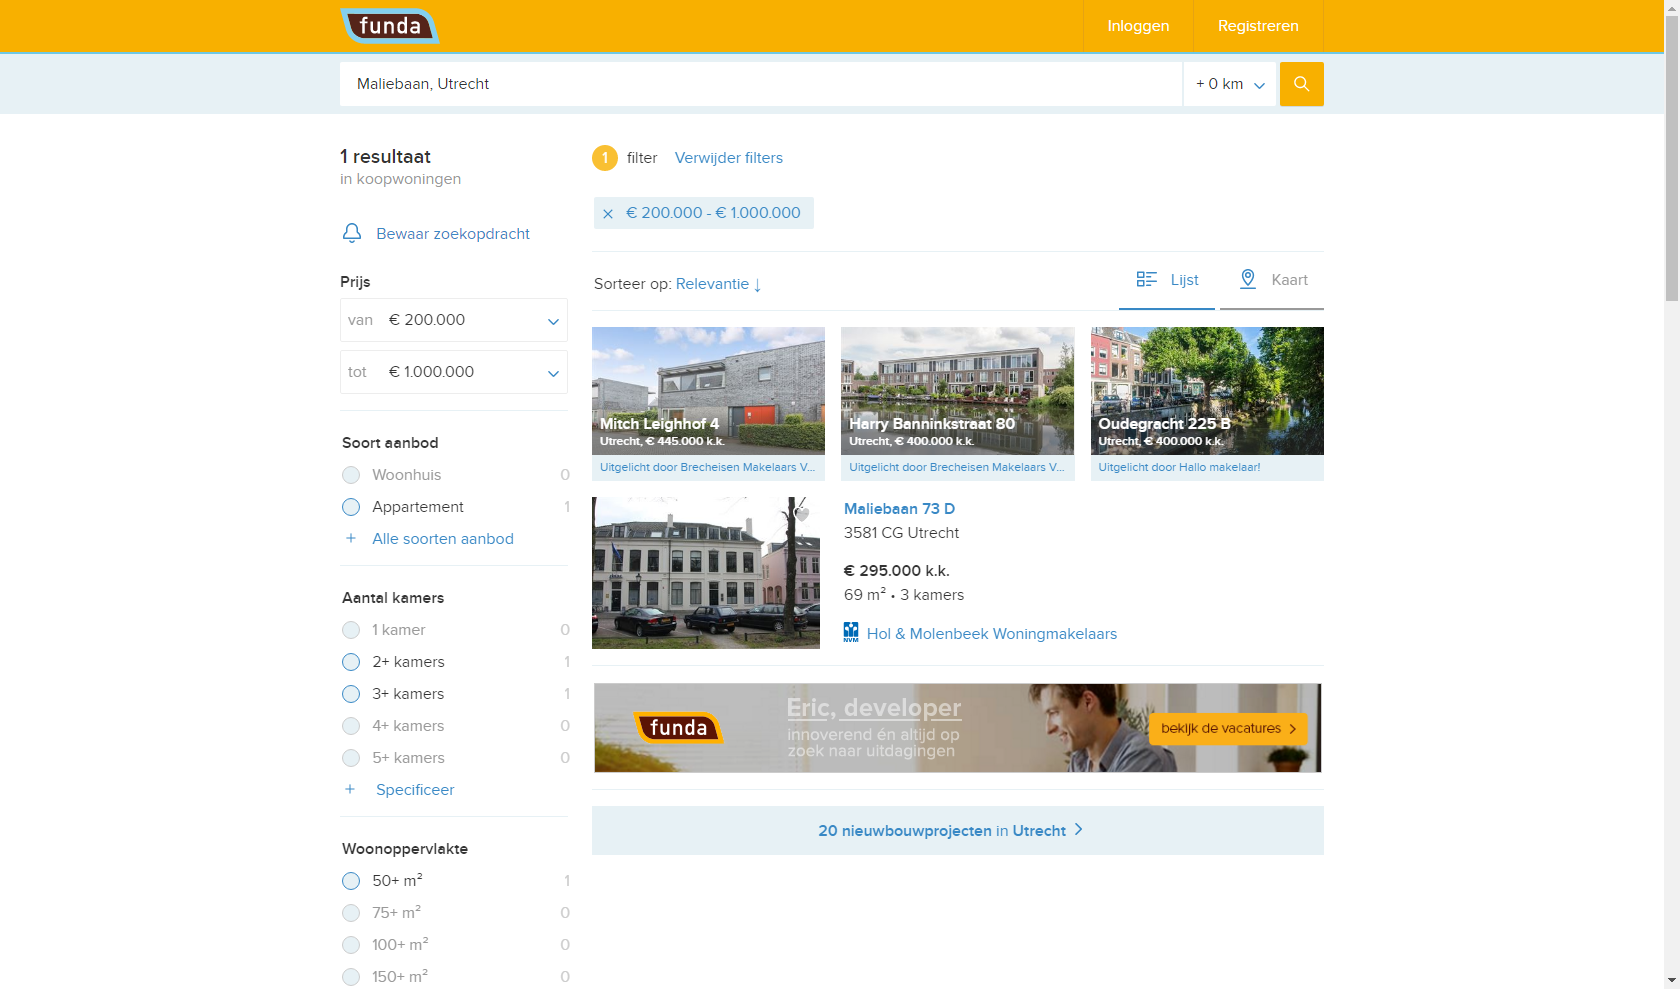 funda
Inloggen
Registreren
Maliebaan, Utrecht
+ 0 km
1 resultaat
in koopwoningen
Bewaar zoekopdracht
Prijs
van € 200.000
tot € 1.000.000
Soort aanbod
Woonhuis 0
Appartement 1
+ Alle soorten aanbod
Aantal kamers
1 kamer 0
2+ kamers 1
3+ kamers 1
4+ kamers 0
5+ kamers 0
+ Specificeer
Woonoppervlakte
50+ m² 1
75+ m² 0
100+ m² 0
150+ m² 0
1 filter Verwijder filters
× € 200.000 - € 1.000.000
Sorteer op: Relevantie ↓
Lijst
Kaart
Mitch Leighhof 4
Utrecht, € 445.000 k.k.
Uitgelicht door Brecheisen Makelaars V...
Harry Banninkstraat 80
Utrecht, € 400.000 k.k.
Uitgelicht door Brecheisen Makelaars V...
Oudegracht 225 B
Utrecht, € 400.000 k.k.
Uitgelicht door Hallo makelaar!
Maliebaan 73 D
3581 CG Utrecht
€ 295.000 k.k.
69 m² • 3 kamers
NVM
Hol & Molenbeek Woningmakelaars
funda
Eric, developer
innoverend én altijd op
zoek naar uitdagingen
bekijk de vacatures >
20 nieuwbouwprojecten in Utrecht >